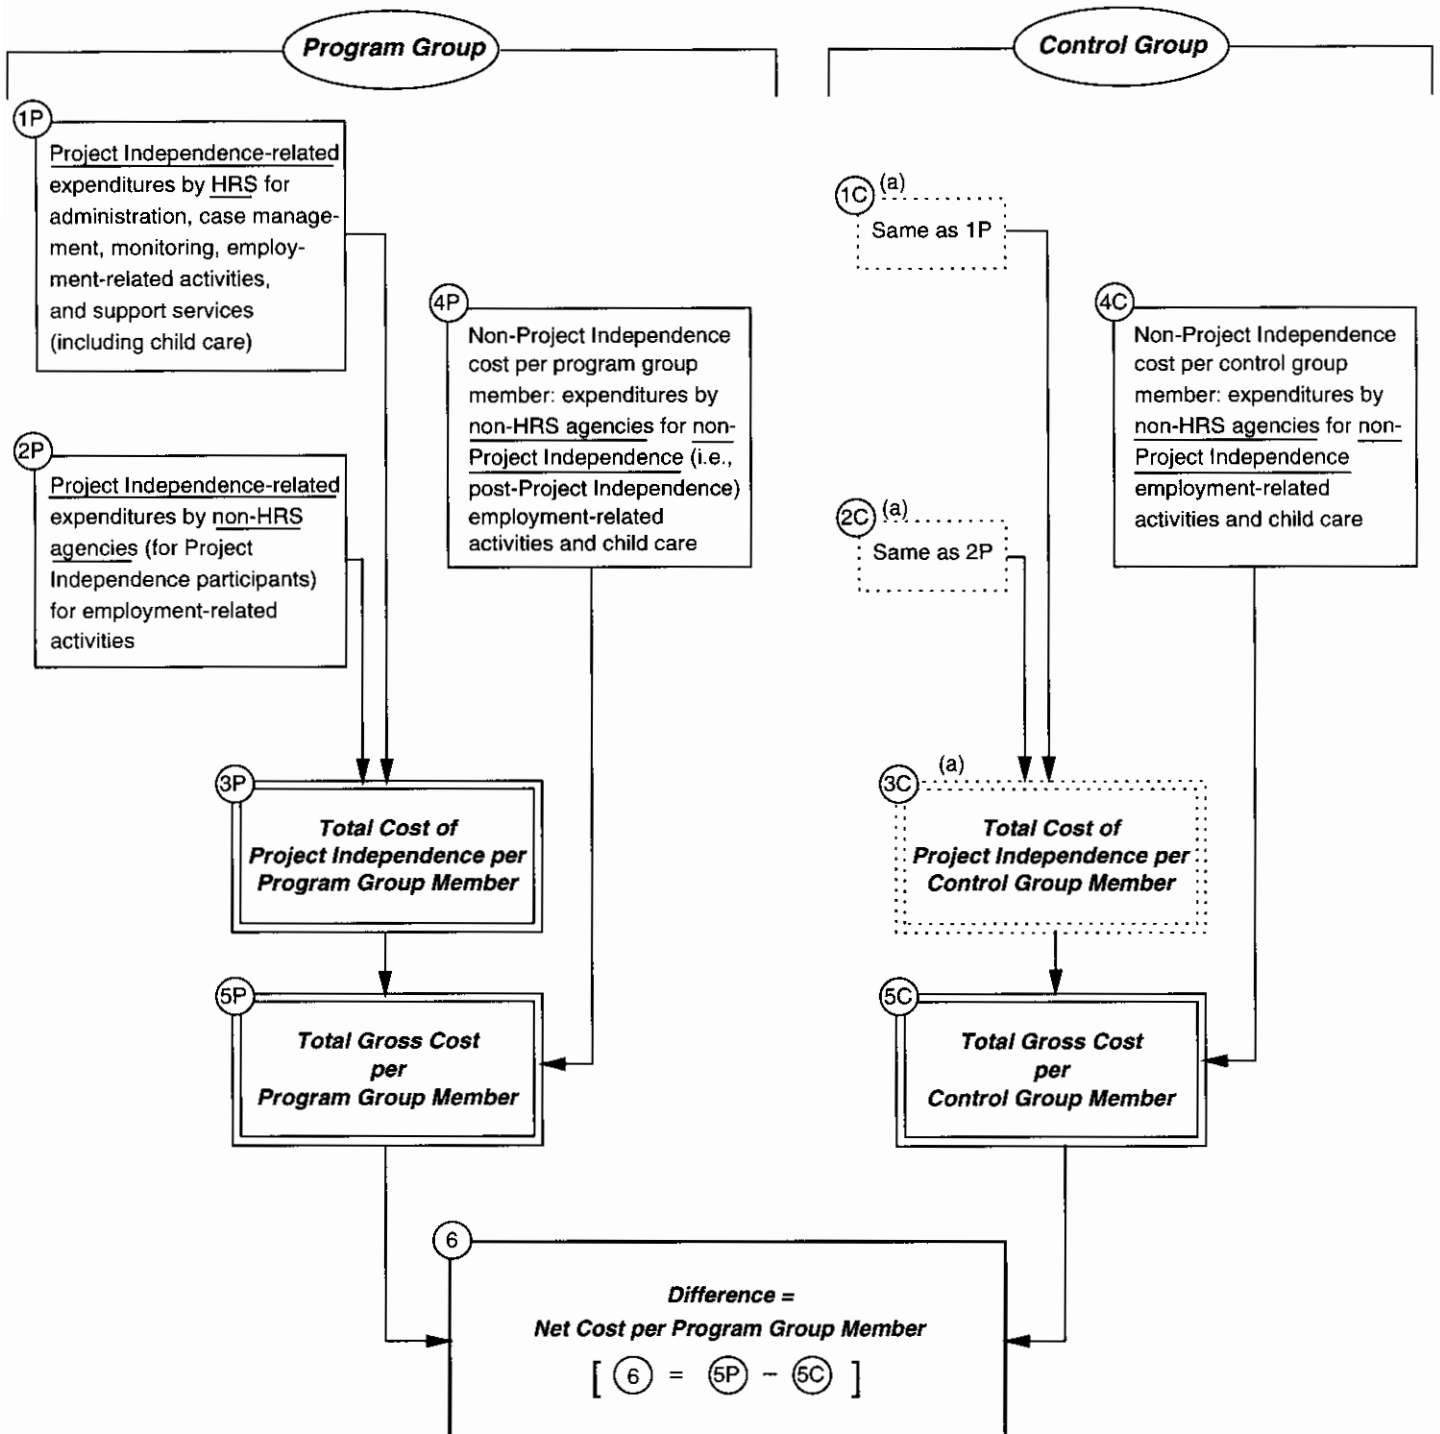 Program Group
Control Group
1P
Project Independence-related
expenditures by HRS for
administration, case manage-
ment, monitoring, employ-
ment-related activities,
and support services
(including child care)
2P
Project Independence-related
expenditures by non-HRS
agencies (for Project
Independence participants)
for employment-related
activities
4P
Non-Project Independence
cost per program group
member: expenditures by
non-HRS agencies for non-
Project Independence (i.e.,
post-Project Independence)
employment-related
activities and child care
3P
Total Cost of
Project Independence per
Program Group Member
5P
Total Gross Cost
per
Program Group Member
1C (a)
Same as 1P
2C (a)
Same as 2P
4C
Non-Project Independence
cost per control group
member: expenditures by
non-HRS agencies for non-
Project Independence
employment-related
activities and child care
3C (a)
Total Cost of
Project Independence per
Control Group Member
5C
Total Gross Cost
per
Control Group Member
6
Difference =
Net Cost per Program Group Member
[ 6 = 5P – 5C ]